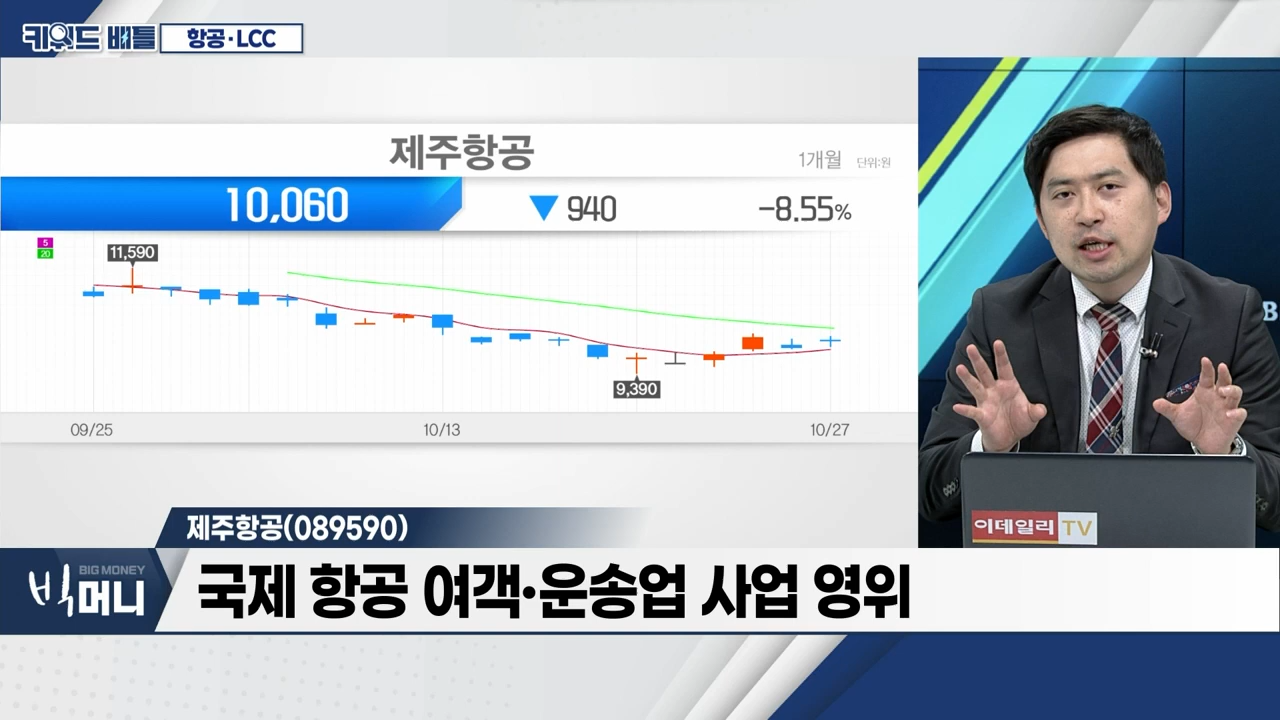 키워드 배틀
항공·LCC
제주항공
1개월 단위:원
10,060 ▼ 940 -8.55%
5
20
11,590
9,390
09/25 10/13 10/27
B
이데일리 TV
제주항공(089590)
BIG MONEY
빅머니
국제 항공 여객·운송업 사업 영위